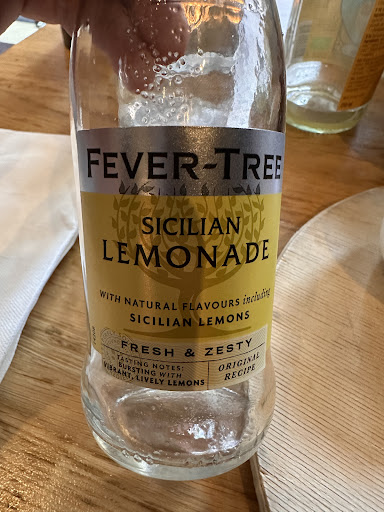 FEVER-TREE
SICILIAN
LEMONADE
WITH NATURAL FLAVOURS including
SICILIAN LEMONS
FRESH & ZESTY
TASTING NOTES:
BURSTING WITH
VIBRANT, LIVELY LEMONS
ORIGINAL
RECIPE